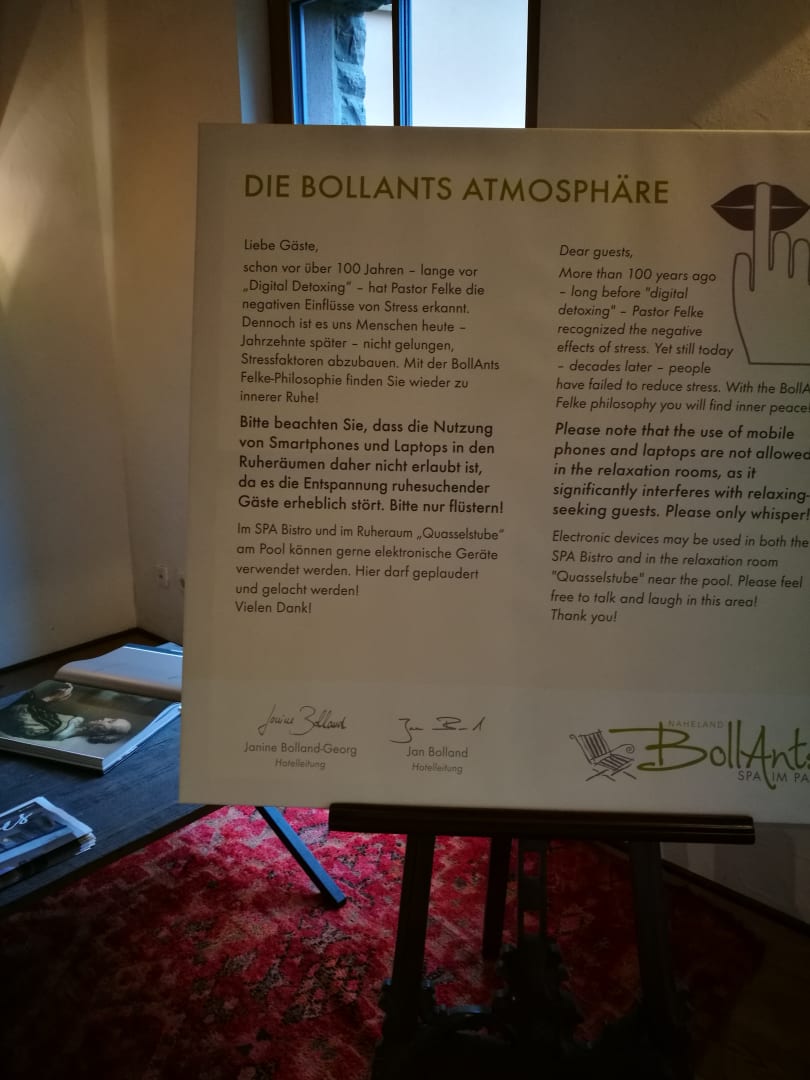 DIE BOLLANTS ATMOSPHÄRE
Liebe Gäste,
schon vor über 100 Jahren – lange vor
„Digital Detoxing“ – hat Pastor Felke die
negativen Einflüsse von Stress erkannt.
Dennoch ist es uns Menschen heute –
Jahrzehnte später – nicht gelungen,
Stressfaktoren abzubauen. Mit der BollAnts
Felke-Philosophie finden Sie wieder zu
innerer Ruhe!
Bitte beachten Sie, dass die Nutzung
von Smartphones und Laptops in den
Ruheräumen daher nicht erlaubt ist,
da es die Entspannung ruhesuchender
Gäste erheblich stört. Bitte nur flüstern!
Im SPA Bistro und im Ruheraum „Quasselstube“
am Pool können gerne elektronische Geräte
verwendet werden. Hier darf geplaudert
und gelacht werden!
Vielen Dank!
Janine Bolland
Janine Bolland-Georg
Hotelleitung
Jan Bolland
Hotelleitung
Dear guests,
More than 100 years ago
– long before "digital
detoxing" – Pastor Felke
recognized the negative
effects of stress. Yet still today
– decades later – people
have failed to reduce stress. With the BollA
Felke philosophy you will find inner peace!
Please note that the use of mobile
phones and laptops are not allowed
in the relaxation rooms, as it
significantly interferes with relaxing-
seeking guests. Please only whisper!
Electronic devices may be used in both the
SPA Bistro and in the relaxation room
"Quasselstube" near the pool. Please feel
free to talk and laugh in this area!
Thank you!
NAHELAND
BollAnts
SPA IM PA